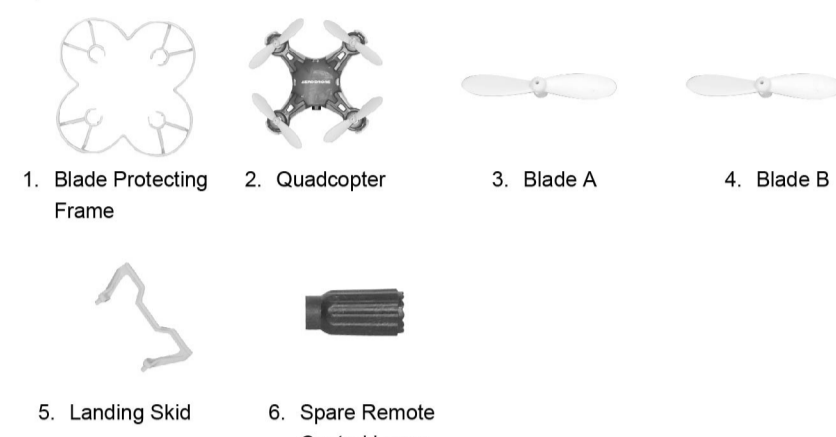 1. Blade Protecting Frame
2. Quadcopter
3. Blade A
4. Blade B
5. Landing Skid
6. Spare Remote